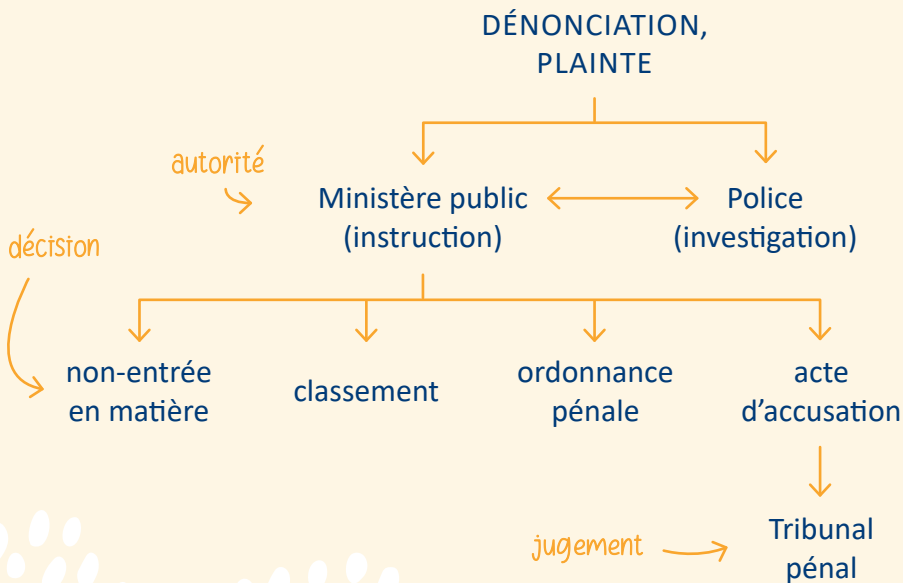 DÉNONCIATION,
PLAINTE
autorité
Ministère public
(instruction)
Police
(investigation)
décision
non-entrée
en matière
classement
ordonnance
pénale
acte
d’accusation
jugement
Tribunal
pénal